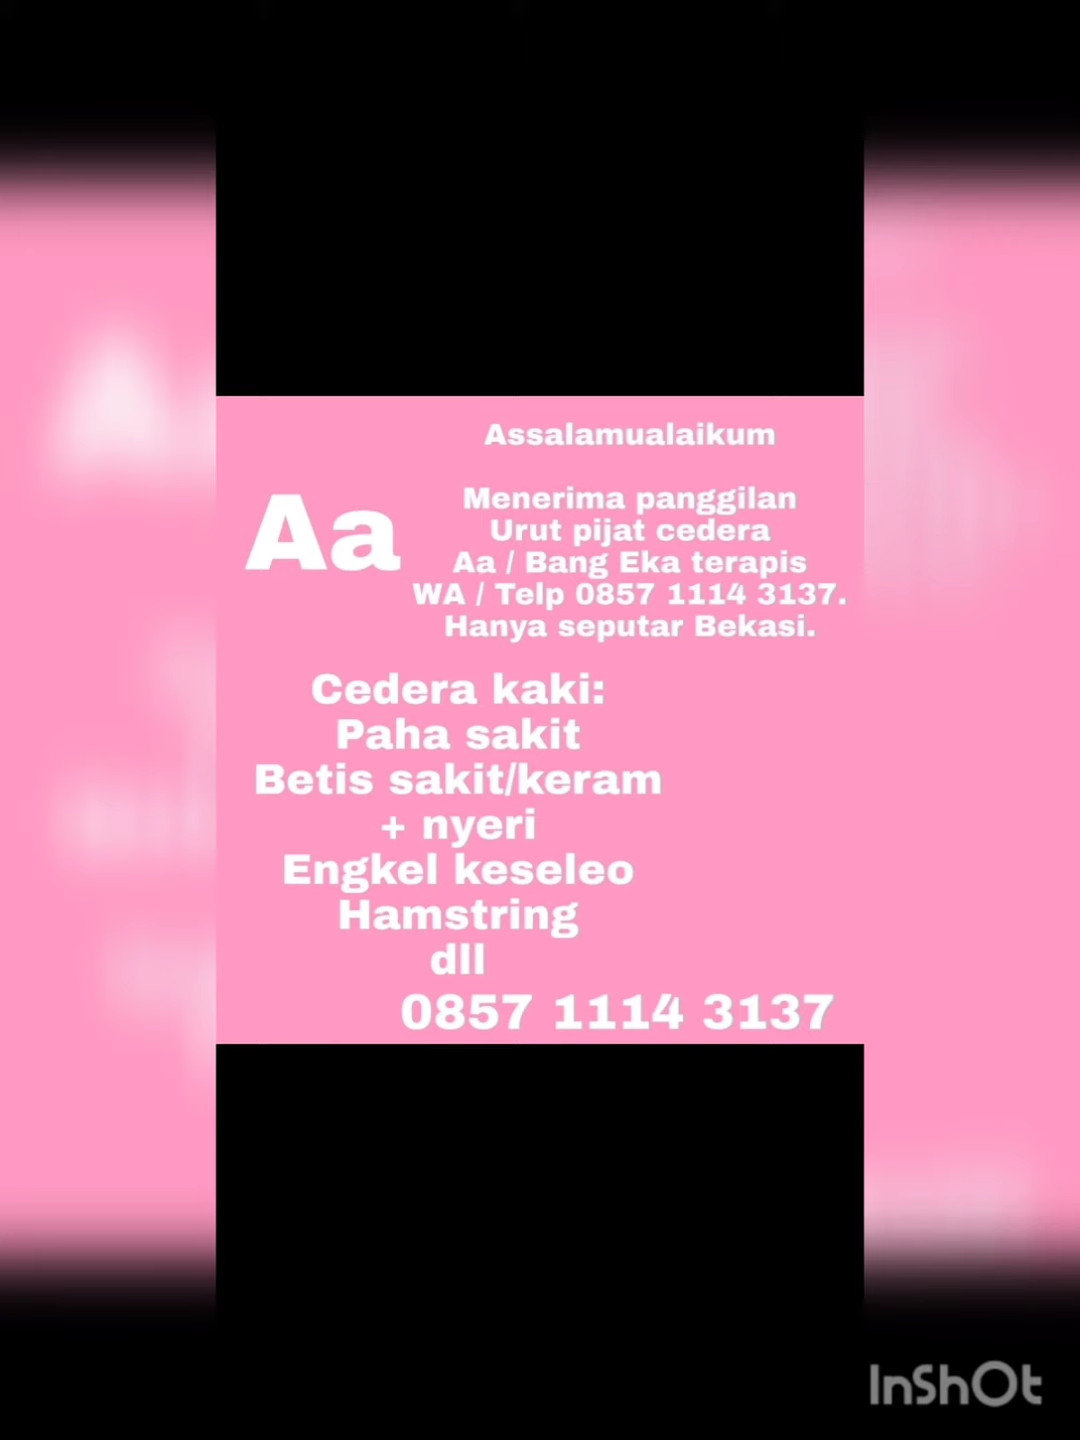 Assalamualaikum
Aa
Menerima panggilan
Urut pijat cedera
Aa / Bang Eka terapis
WA / Telp 0857 1114 3137.
Hanya seputar Bekasi.
Cedera kaki:
Paha sakit
Betis sakit/keram
+ nyeri
Engkel keseleo
Hamstring
dll
0857 1114 3137
InShOt